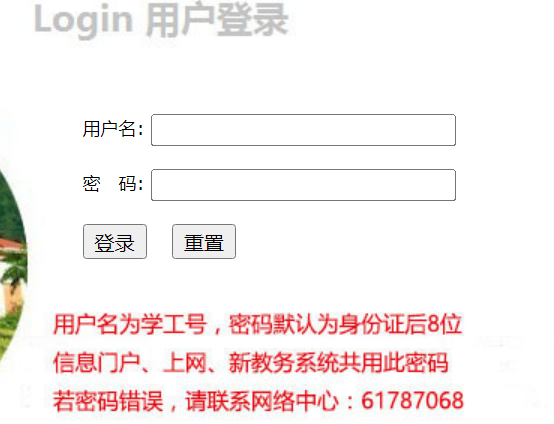 Login 用户登录
用户名:
密 码:
登录 重置
用户名为学工号，密码默认为身份证后8位
信息门户、上网、新教务系统共用此密码
若密码错误，请联系网络中心：61787068